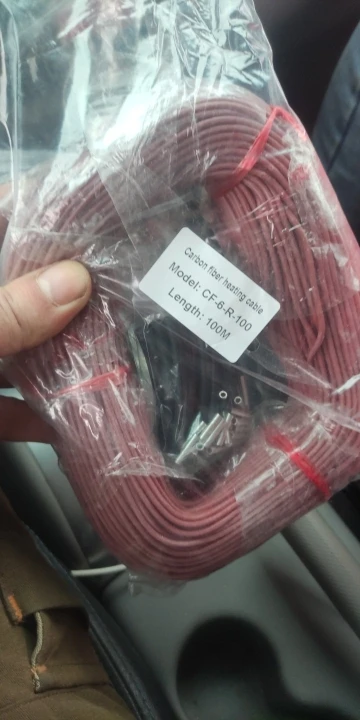 Carbon fiber heating cable
Model: CF-6-R-100
Length: 100M